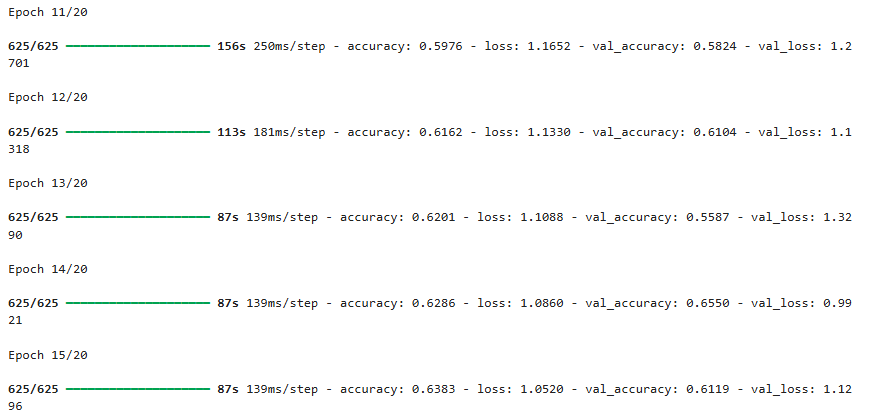 Epoch 11/20
625/625 ━━━━━━━━━━━━━━━━━━━━ 156s 250ms/step - accuracy: 0.5976 - loss: 1.1652 - val_accuracy: 0.5824 - val_loss: 1.2
701
Epoch 12/20
625/625 ━━━━━━━━━━━━━━━━━━━━ 113s 181ms/step - accuracy: 0.6162 - loss: 1.1330 - val_accuracy: 0.6104 - val_loss: 1.1
318
Epoch 13/20
625/625 ━━━━━━━━━━━━━━━━━━━━ 87s 139ms/step - accuracy: 0.6201 - loss: 1.1088 - val_accuracy: 0.5587 - val_loss: 1.32
90
Epoch 14/20
625/625 ━━━━━━━━━━━━━━━━━━━━ 87s 139ms/step - accuracy: 0.6286 - loss: 1.0860 - val_accuracy: 0.6550 - val_loss: 0.99
21
Epoch 15/20
625/625 ━━━━━━━━━━━━━━━━━━━━ 87s 139ms/step - accuracy: 0.6383 - loss: 1.0520 - val_accuracy: 0.6119 - val_loss: 1.12
96